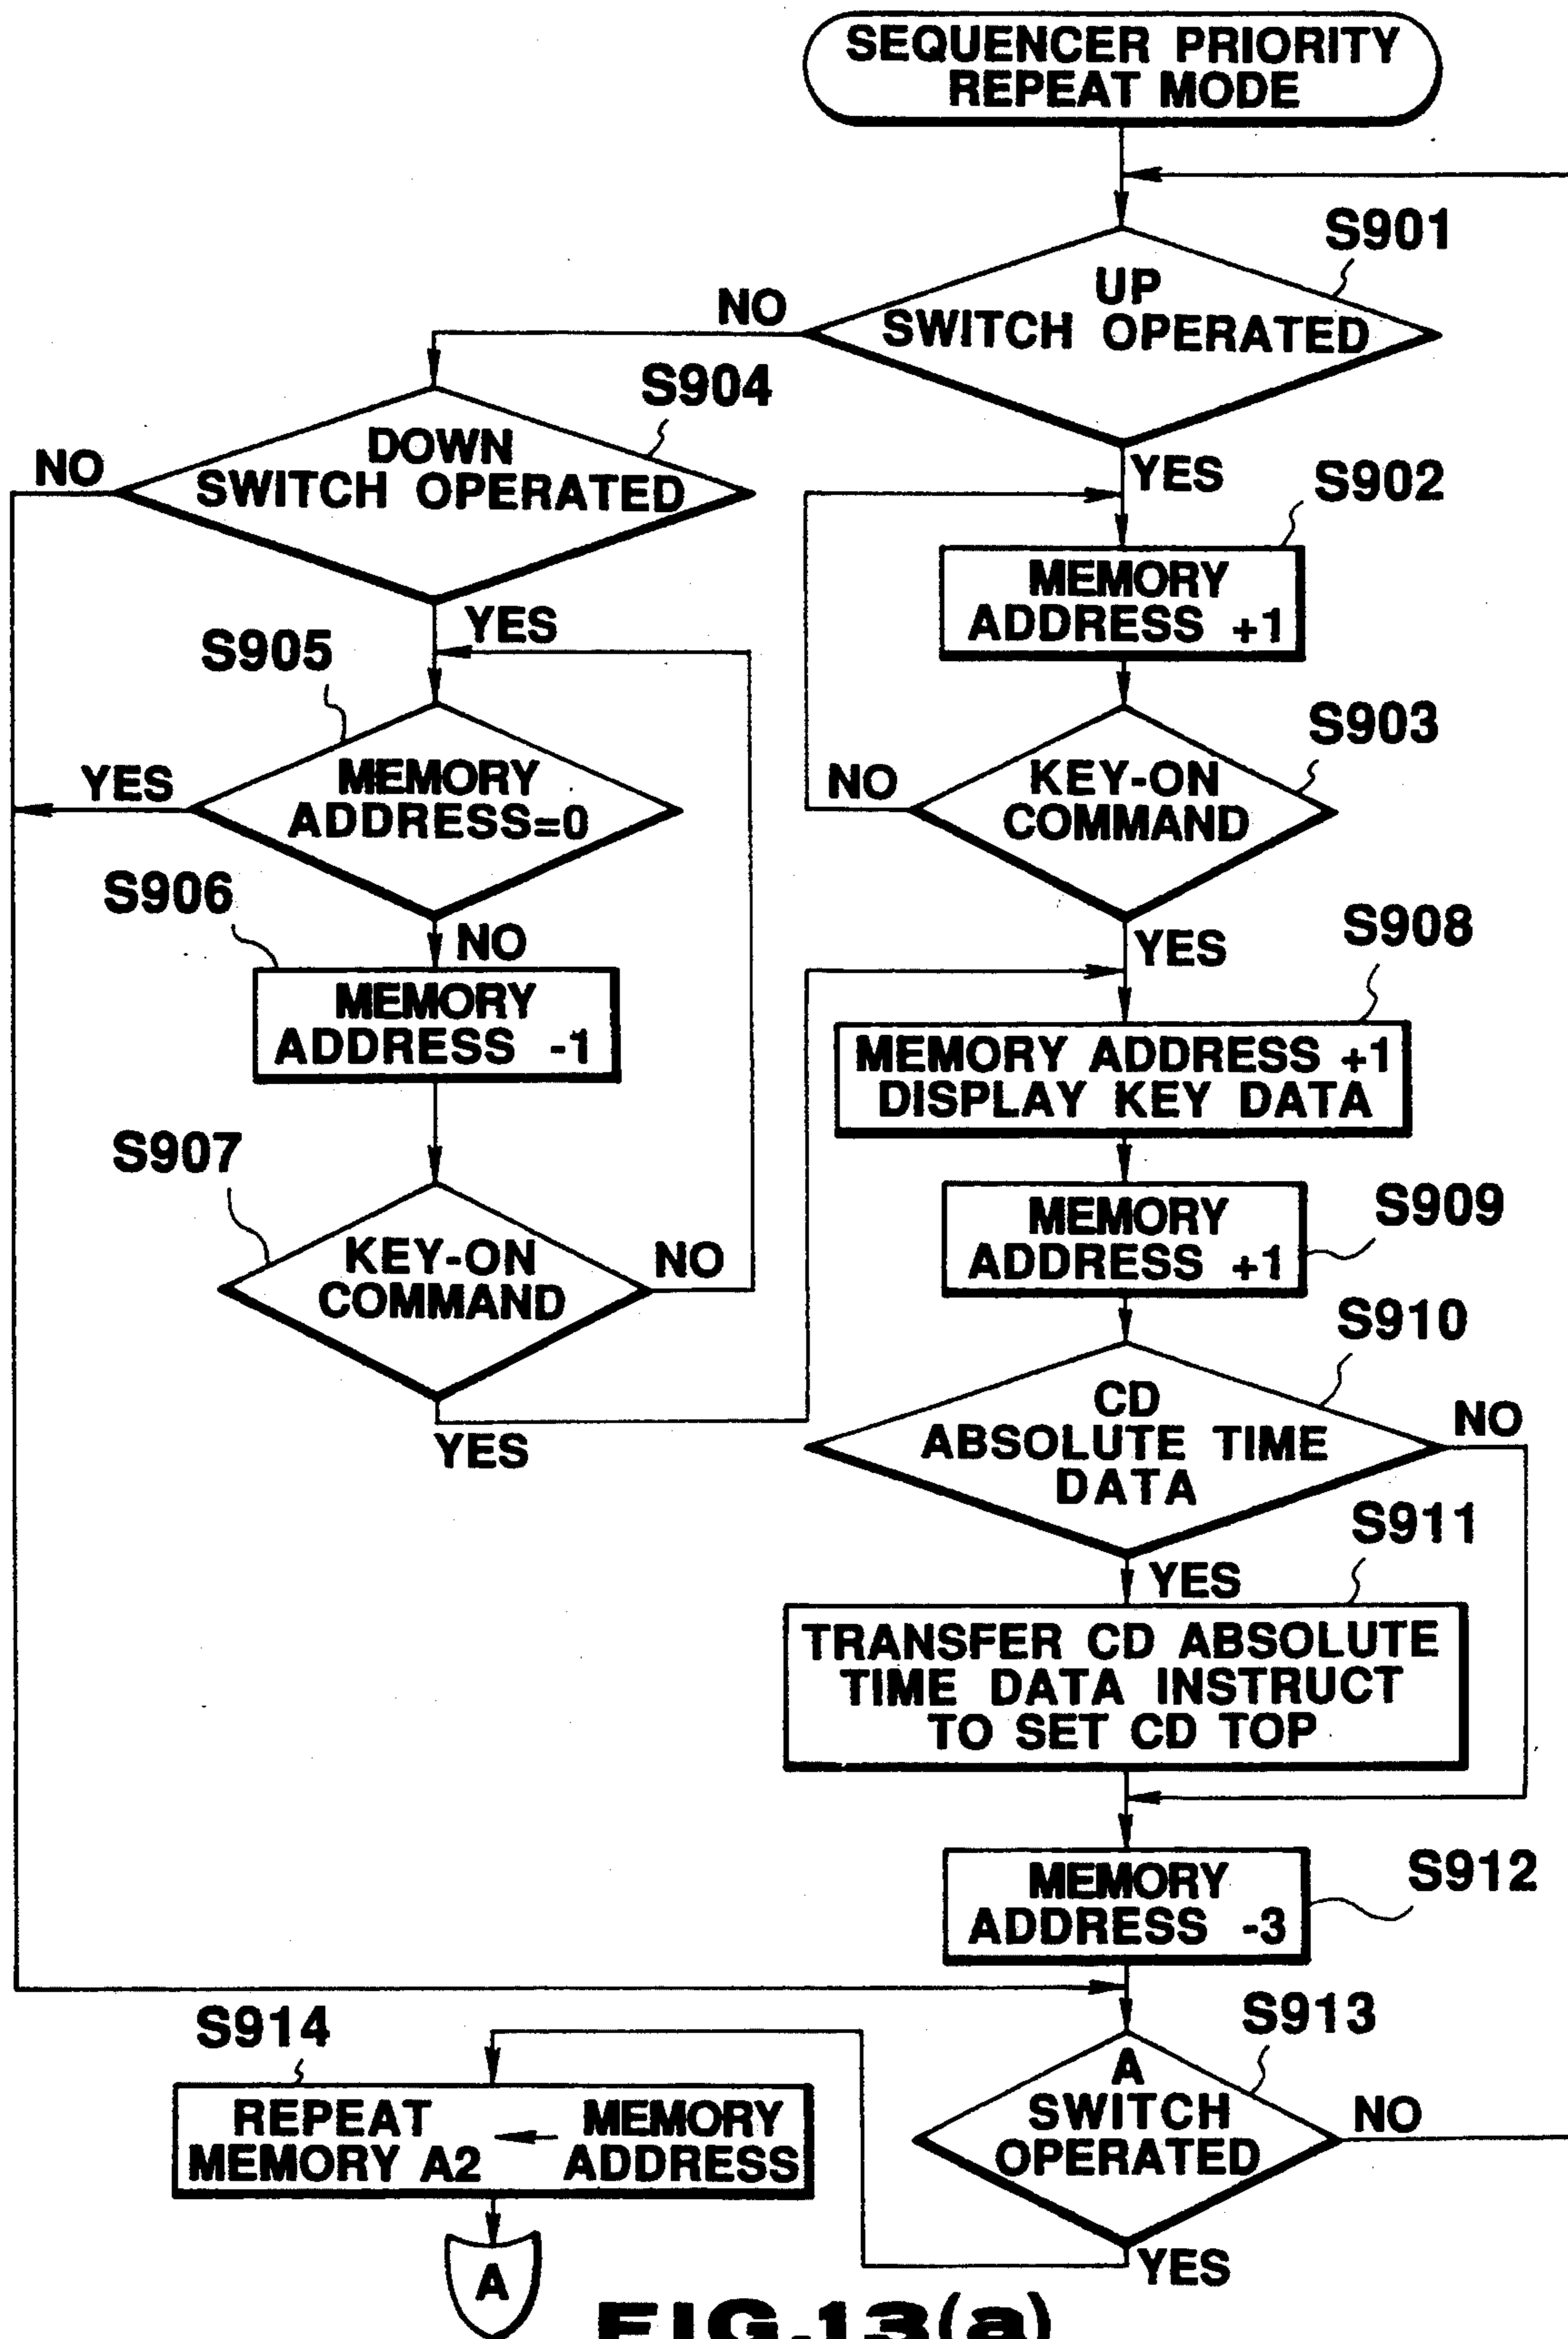 SEQUENCER PRIORITY
REPEAT MODE
S901
UP
SWITCH OPERATED
NO
YES
S904
DOWN
SWITCH OPERATED
NO
YES
S902
MEMORY
ADDRESS +1
S905
MEMORY
ADDRESS=0
YES
NO
S903
KEY-ON
COMMAND
NO
YES
S906
MEMORY
ADDRESS -1
S908
MEMORY ADDRESS +1
DISPLAY KEY DATA
S907
KEY-ON
COMMAND
NO
YES
S909
MEMORY
ADDRESS +1
S910
CD
ABSOLUTE TIME
DATA
NO
YES
S911
TRANSFER CD ABSOLUTE
TIME DATA INSTRUCT
TO SET CD TOP
S912
MEMORY
ADDRESS -3
S913
A
SWITCH
OPERATED
NO
YES
S914
REPEAT
MEMORY A2 ← MEMORY
ADDRESS
A
FIG.13(a)